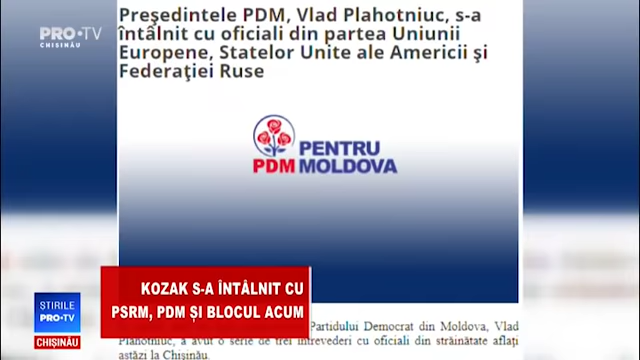 PRO TV
CHIȘINĂU
Preşedintele PDM, Vlad Plahotniuc, s-a
întâlnit cu oficiali din partea Uniunii
Europene, Statelor Unite ale Americii şi
Federaţiei Ruse
PENTRU
PDM MOLDOVA
KOZAK S-A ÎNTÂLNIT CU
PSRM, PDM ȘI BLOCUL ACUM
ȘTIRILE
PRO TV
CHIȘINĂU
Partidului Democrat din Moldova, Vlad
Plahotniuc, a avut o serie de trei întrevederi cu oficiali din străinătate aflaţi
astăzi la Chişinău.